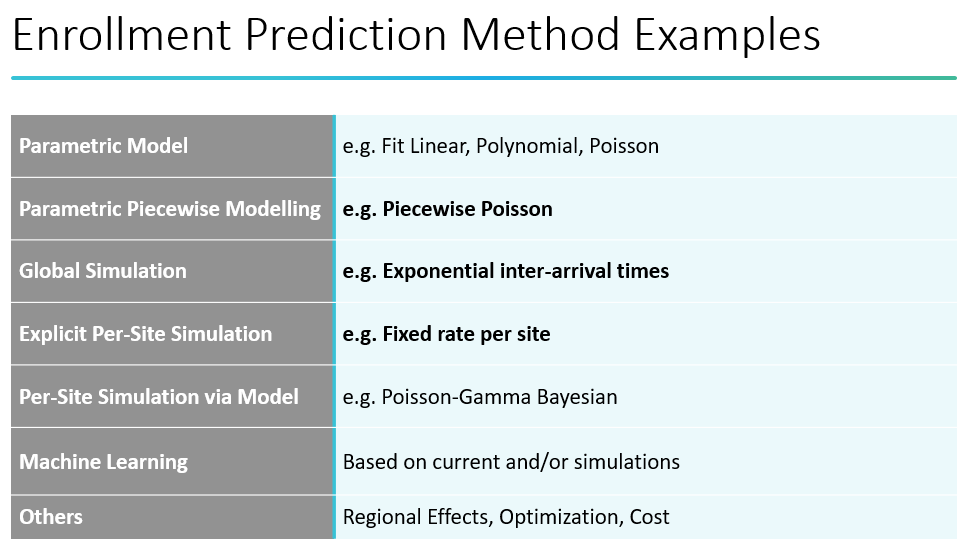 Enrollment Prediction Method Examples
Parametric Model e.g. Fit Linear, Polynomial, Poisson
Parametric Piecewise Modelling e.g. Piecewise Poisson
Global Simulation e.g. Exponential inter-arrival times
Explicit Per-Site Simulation e.g. Fixed rate per site
Per-Site Simulation via Model e.g. Poisson-Gamma Bayesian
Machine Learning Based on current and/or simulations
Others Regional Effects, Optimization, Cost